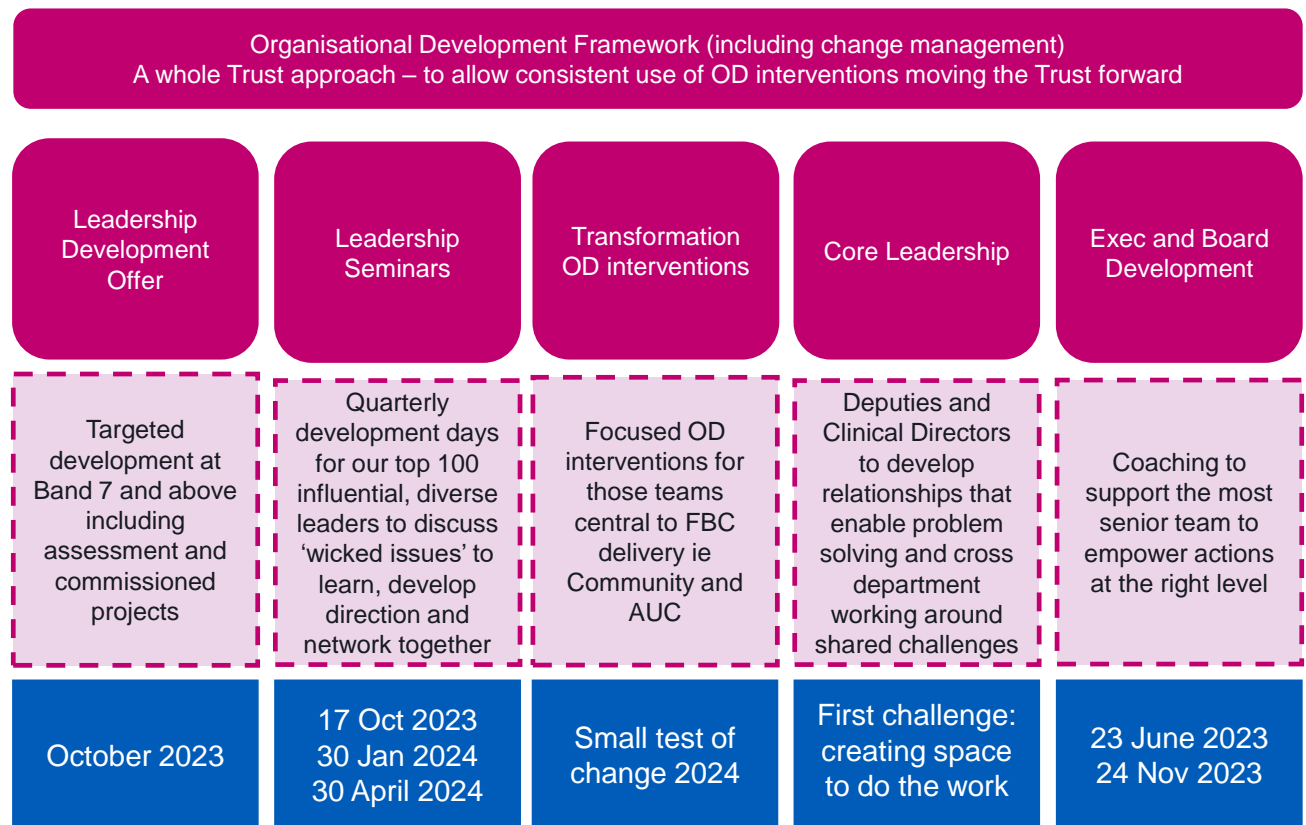 Organisational Development Framework (including change management)
A whole Trust approach – to allow consistent use of OD interventions moving the Trust forward
Leadership
Development
Offer
Leadership
Seminars
Transformation
OD interventions
Core Leadership
Exec and Board
Development
Targeted
development at
Band 7 and above
including
assessment and
commissioned
projects
Quarterly
development days
for our top 100
influential, diverse
leaders to discuss
‘wicked issues’ to
learn, develop
direction and
network together
Focused OD
interventions for
those teams
central to FBC
delivery ie
Community and
AUC
Deputies and
Clinical Directors
to develop
relationships that
enable problem
solving and cross
department
working around
shared challenges
Coaching to
support the most
senior team to
empower actions
at the right level
October 2023
17 Oct 2023
30 Jan 2024
30 April 2024
Small test of
change 2024
First challenge:
creating space
to do the work
23 June 2023
24 Nov 2023